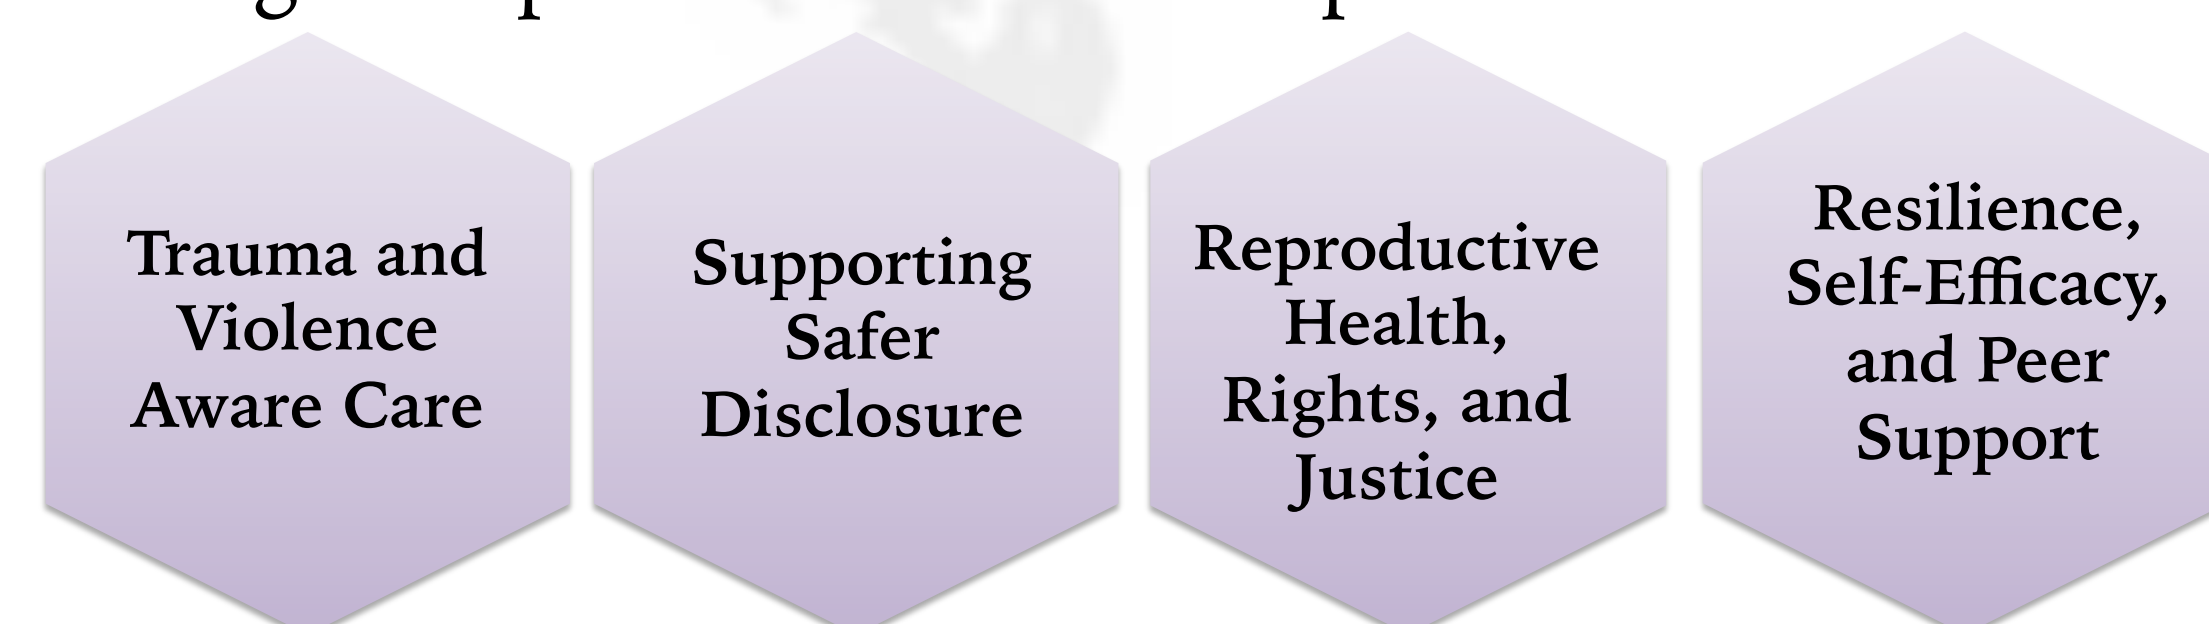 Trauma and
Violence
Aware Care
Supporting
Safer
Disclosure
Reproductive
Health,
Rights, and
Justice
Resilience,
Self-Efficacy,
and Peer
Support